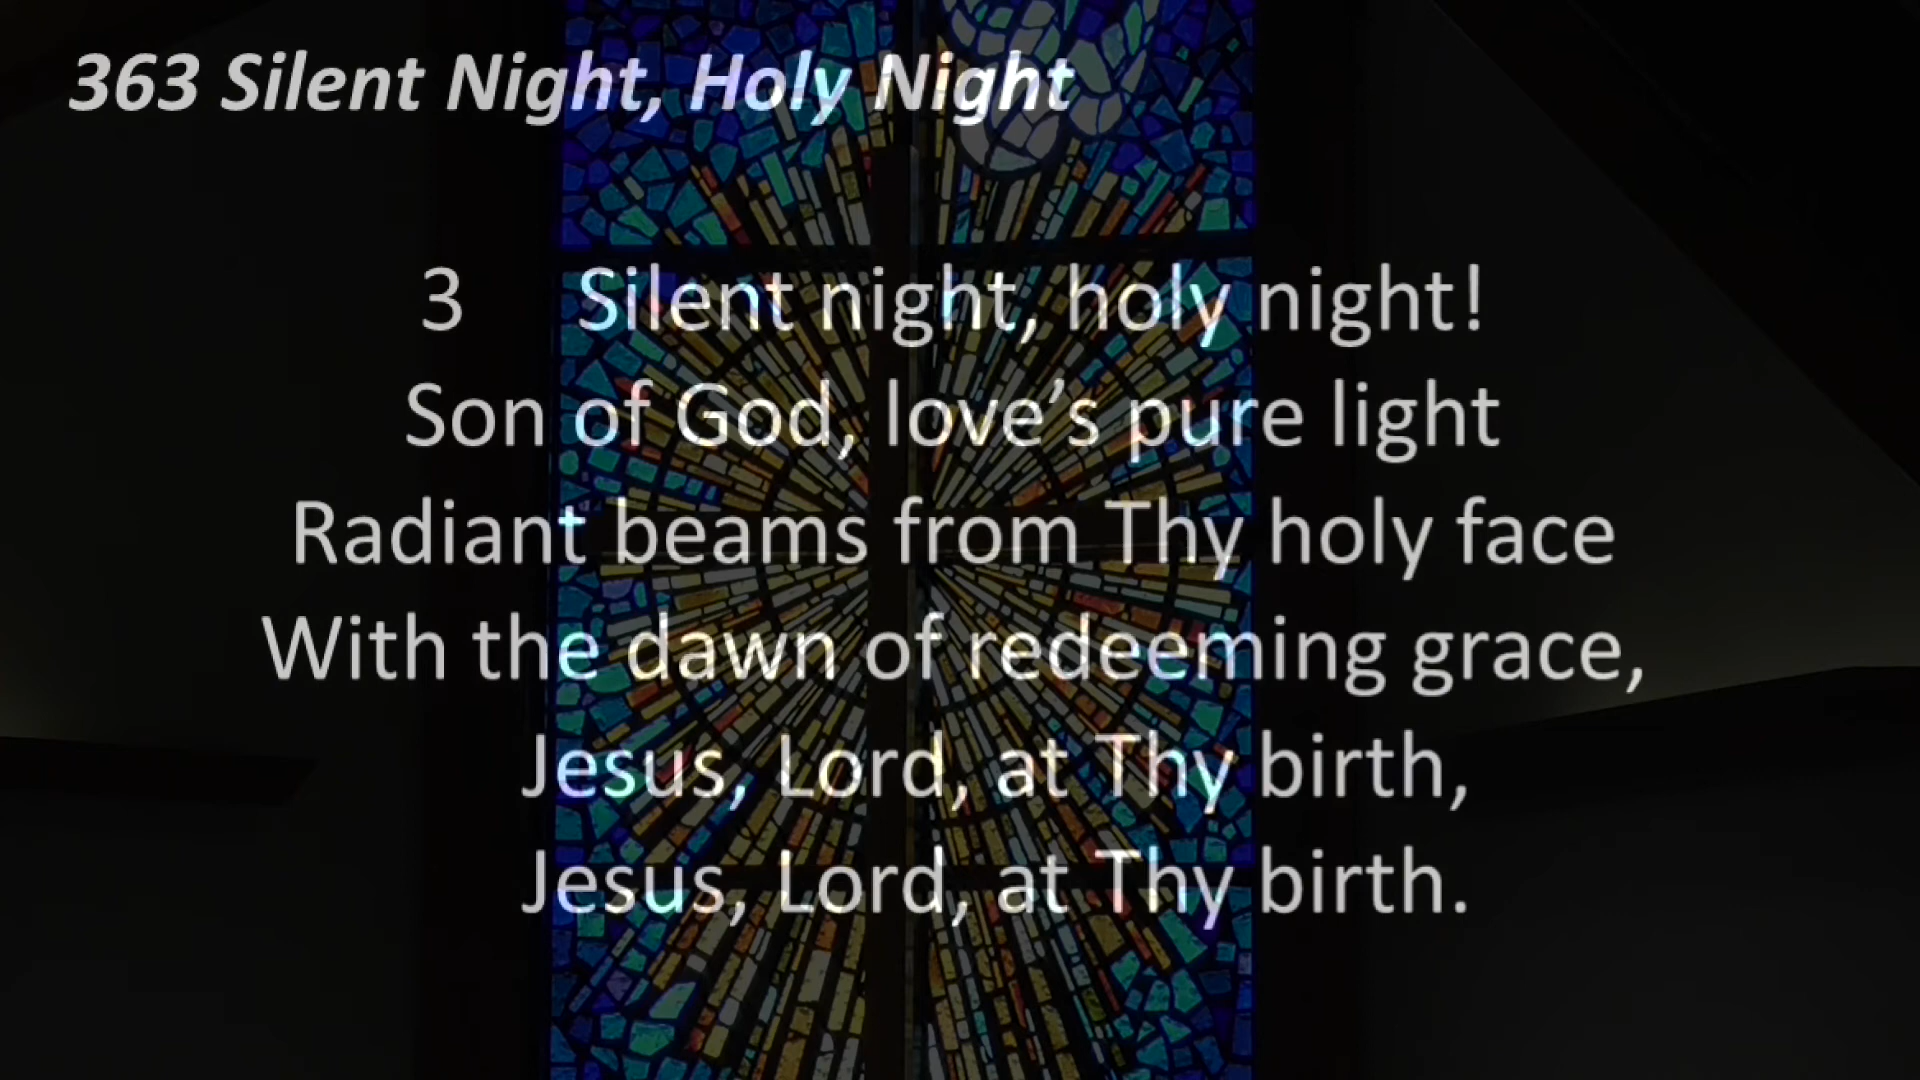 363 Silent Night, Holy Night
3 Silent night, holy night!
Son of God, love’s pure light
Radiant beams from Thy holy face
With the dawn of redeeming grace,
Jesus, Lord, at Thy birth,
Jesus, Lord, at Thy birth.